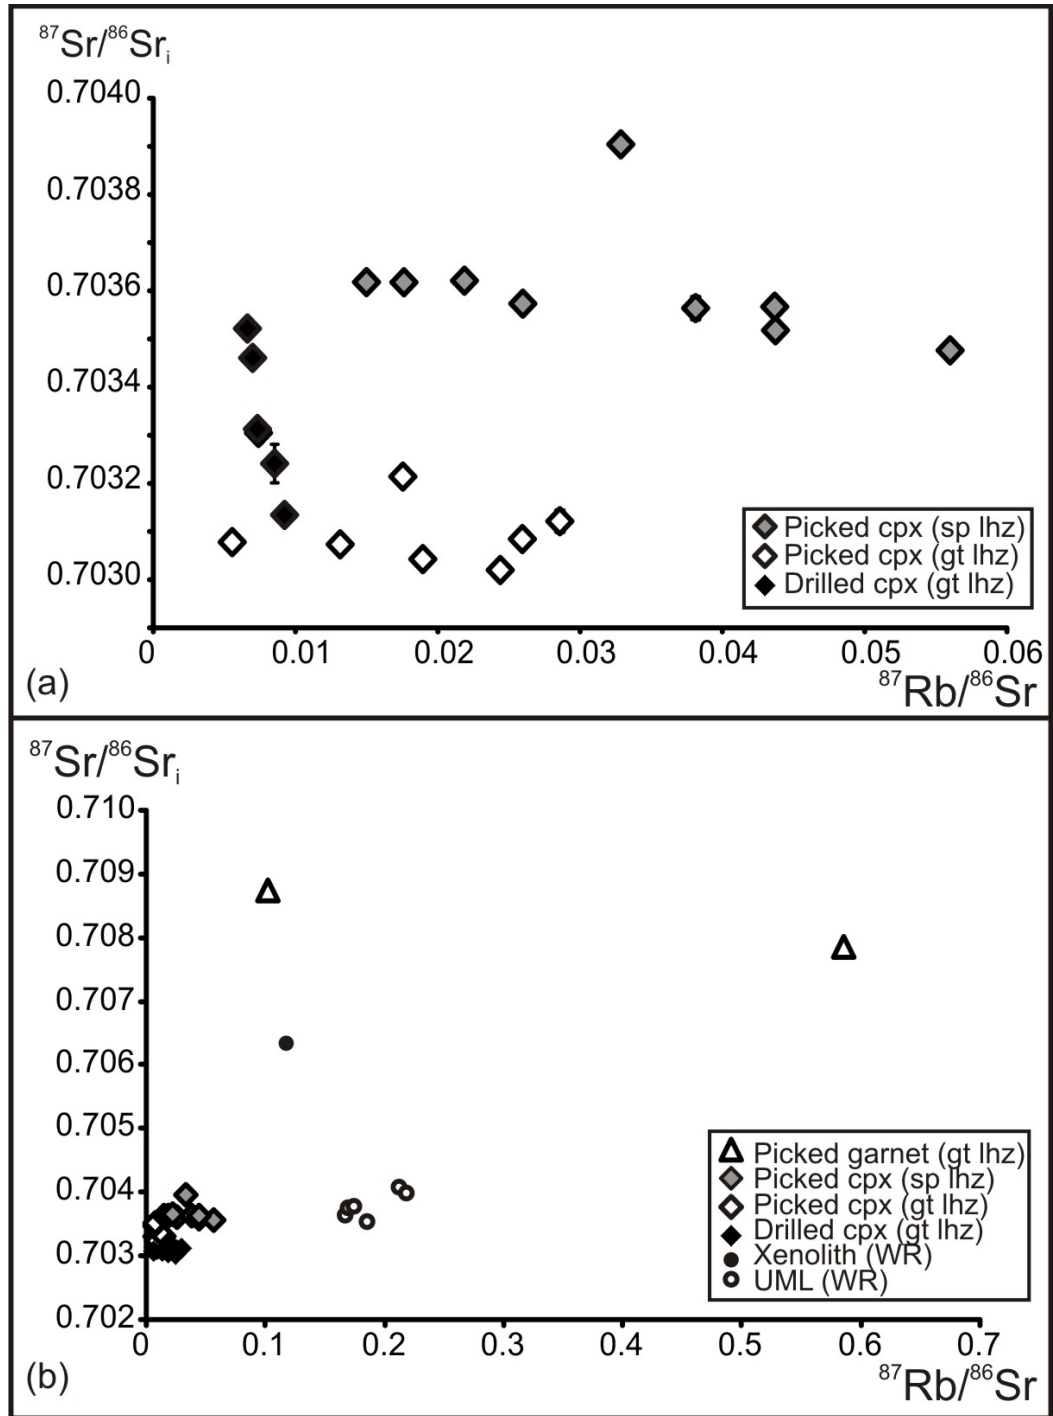 ⁸⁷Sr/⁸⁶Srᵢ
0.7040
0.7038
0.7036
0.7034
0.7032
0.7030
Picked cpx (sp lhz)
Picked cpx (gt lhz)
Drilled cpx (gt lhz)
0 0.01 0.02 0.03 0.04 0.05 0.06
(a) ⁸⁷Rb/⁸⁶Sr
⁸⁷Sr/⁸⁶Srᵢ
0.710
0.709
0.708
0.707
0.706
0.705
0.704
0.703
0.702
Picked garnet (gt lhz)
Picked cpx (sp lhz)
Picked cpx (gt lhz)
Drilled cpx (gt lhz)
Xenolith (WR)
UML (WR)
0 0.1 0.2 0.3 0.4 0.5 0.6 0.7
(b) ⁸⁷Rb/⁸⁶Sr